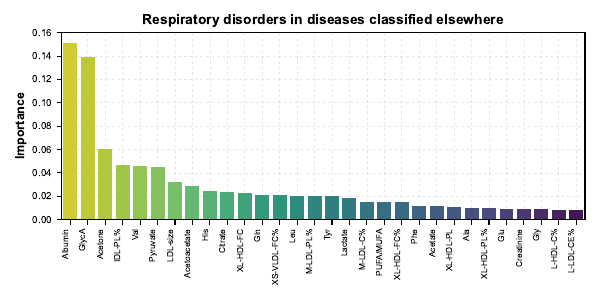 Respiratory disorders in diseases classified elsewhere
Importance
0.16
0.14
0.12
0.10
0.08
0.06
0.04
0.02
0.00
Albumin
GlycA
Acetone
IDL-PL%
Val
Pyruvate
LDL-size
Acetoacetate
His
Citrate
XL-HDL-FC
Gln
XS-VLDL-FC%
Leu
M-LDL-PL%
Tyr
Lactate
M-LDL-C%
PUFA/MUFA
XL-HDL-FC%
Phe
Acetate
XL-HDL-PL
Ala
XL-HDL-PL%
Glu
Creatinine
Gly
L-HDL-C%
L-LDL-CE%